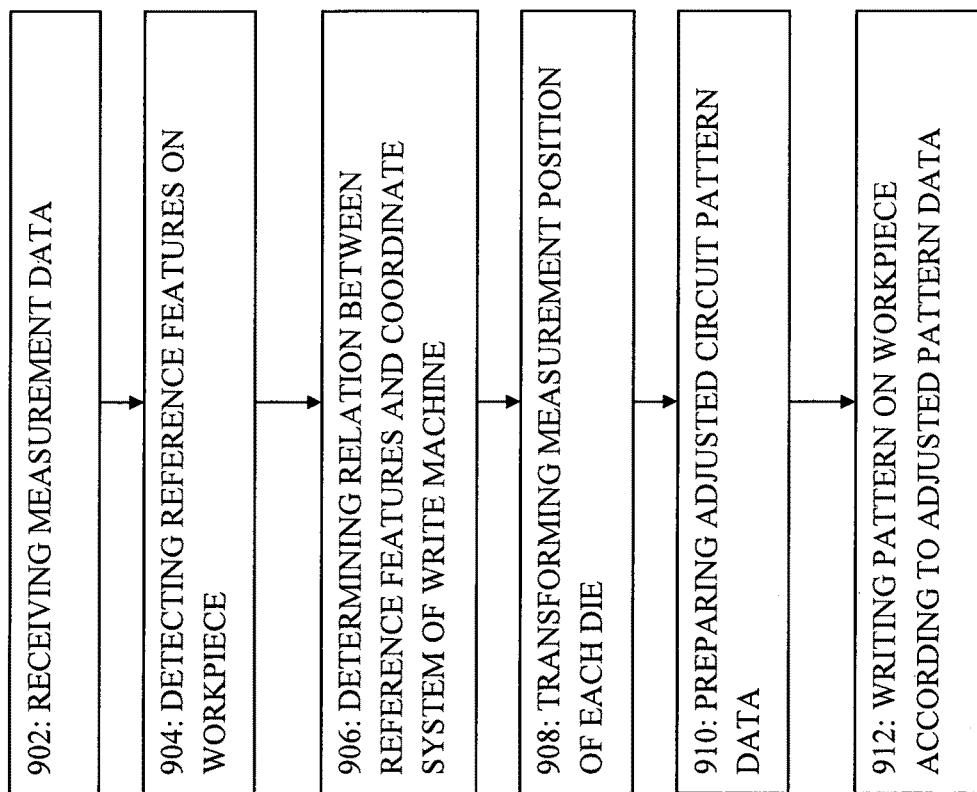 902: RECEIVING MEASUREMENT DATA
904: DETECTING REFERENCE FEATURES ON
WORKPIECE
906: DETERMINING RELATION BETWEEN
REFERENCE FEATURES AND COORDINATE
SYSTEM OF WRITE MACHINE
908: TRANSFORMING MEASUREMENT POSITION
OF EACH DIE
910: PREPARING ADJUSTED CIRCUIT PATTERN
DATA
912: WRITING PATTERN ON WORKPIECE
ACCORDING TO ADJUSTED PATTERN DATA